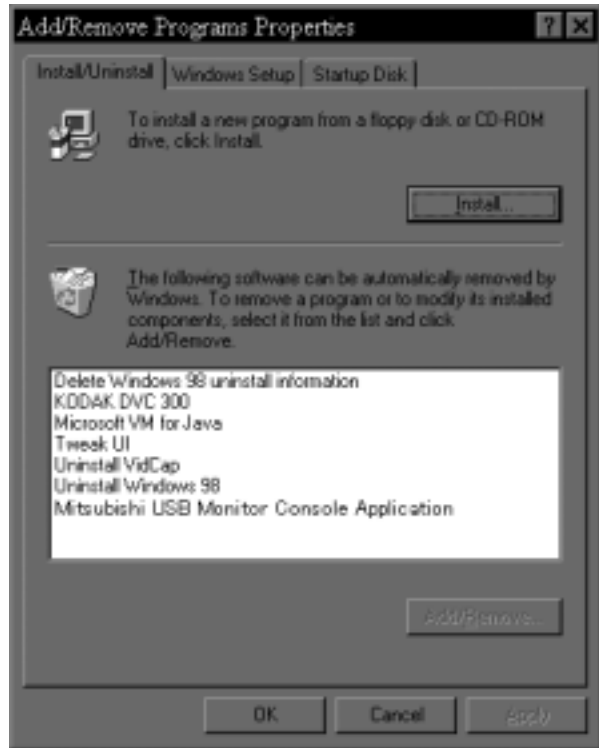 Add/Remove Programs Properties
? X
Install/Uninstall Windows Setup Startup Disk
To install a new program from a floppy disk or CD-ROM
drive, click Install.
Install...
The following software can be automatically removed by
Windows. To remove a program or to modify its installed
components, select it from the list and click
Add/Remove.
Delete Windows 98 uninstall information
KODAK DVC 300
Microsoft VM for Java
Tweak UI
Uninstall VidCap
Uninstall Windows 98
Mitsubishi USB Monitor Console Application
Add/Remove...
OK Cancel Apply